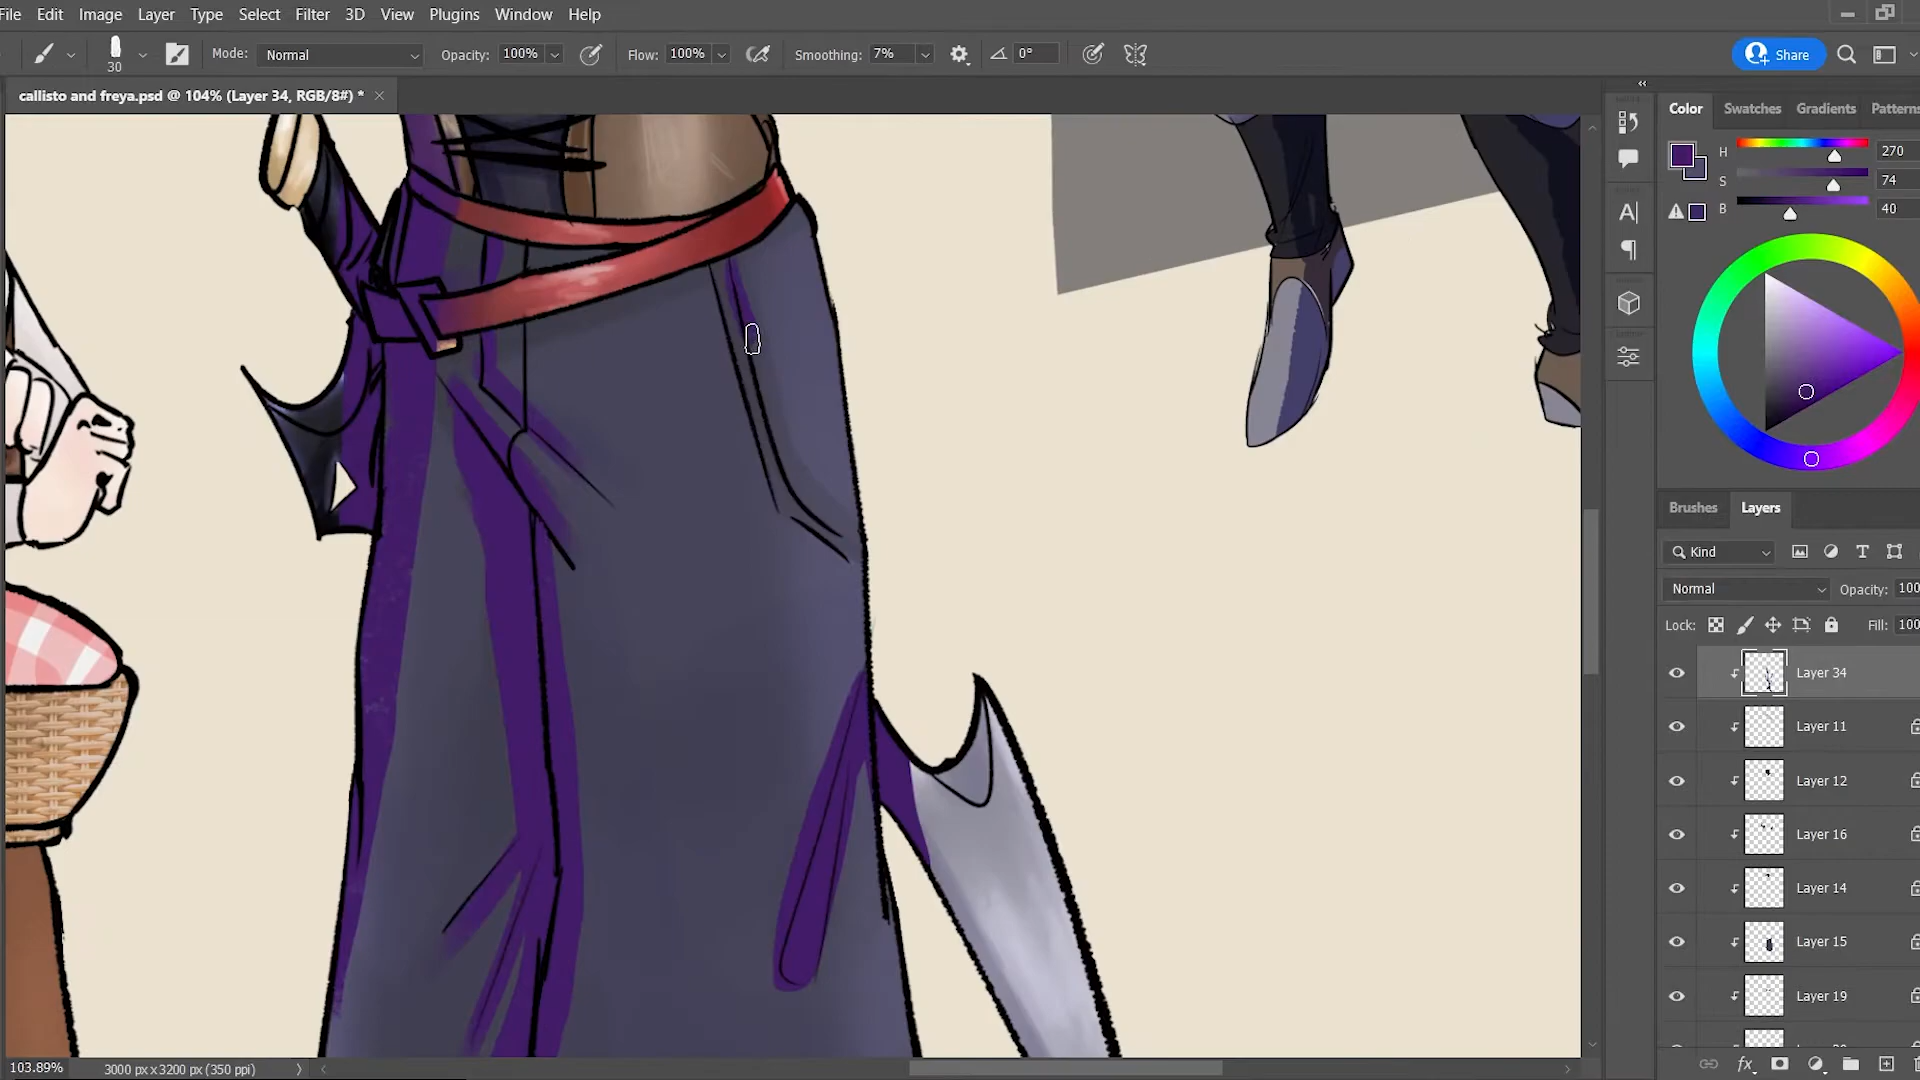 File Edit Image Layer Type Select Filter 3D View Plugins Window Help
30 Mode: Normal Opacity: 100% Flow: 100% Smoothing: 7% 0° Share
callisto and freya.psd @ 104% (Layer 34, RGB/8#) * ×
Color Swatches Gradients Patterns
H 270
S 74
B 40
Brushes Layers
Kind
Normal Opacity: 100
Lock: Fill: 100
Layer 34
Layer 11
Layer 12
Layer 16
Layer 14
Layer 15
Layer 19
103.89% 3000 px x 3200 px (350 ppi)